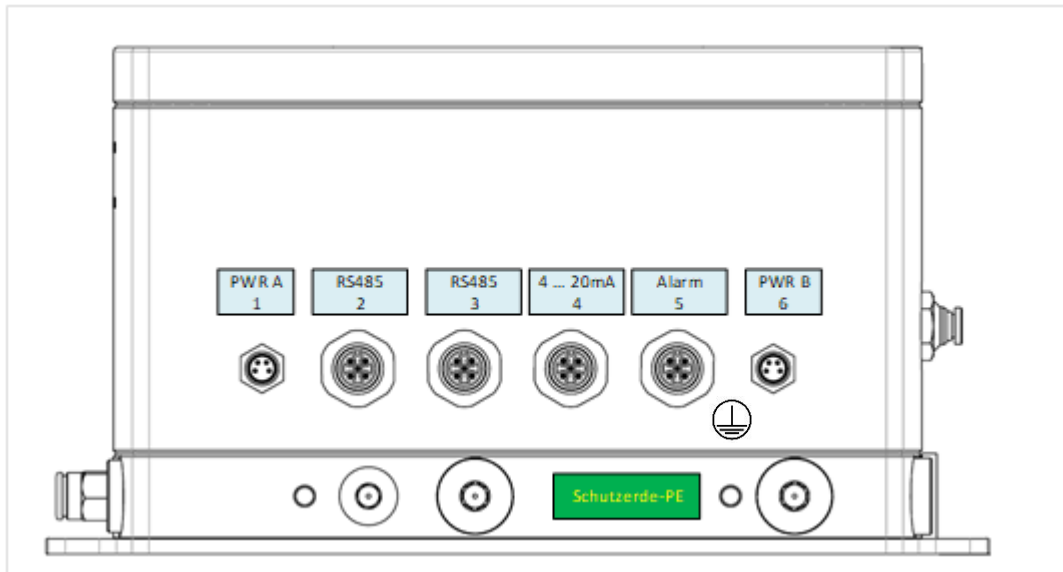 PWR A
1
RS485
2
RS485
3
4 ... 20mA
4
Alarm
5
PWR B
6
Schutzerde-PE